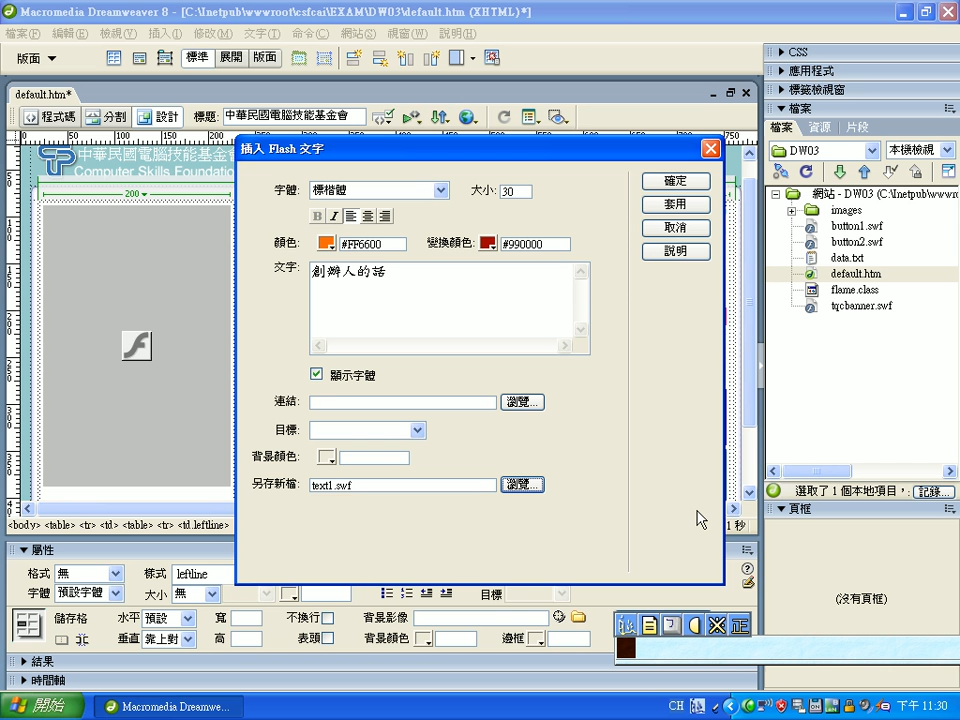 Macromedia Dreamweaver 8 - [C:\Inetpub\wwwroot\csfcai\EXAM\DW03\default.htm (XHTML)*]
檔案(F) 編輯(E) 檢視(V) 插入(I) 修改(M) 文字(T) 命令(C) 網站(S) 視窗(W) 說明(H)
版面 標準 展開 版面
CSS
應用程式
標籤檢視窗
檔案
檔案 資源 片段
DW03 本機檢視
網站 - DW03 (C:\Inetpub\wwwr
images
button1.swf
button2.swf
data.txt
default.htm
flame.class
tqcbanner.swf
選取了 1 個本地項目，: 記錄...
頁框
(沒有頁框)
default.htm*
程式碼 分割 設計 標題: 中華民國電腦技能基金會
0 50 100 150 200 750
中華民國電腦技能基金會
Computer Skills Foundatio
200
插入 Flash 文字
字體: 標楷體 大小: 30
B I
顏色: #FF6600 變換顏色: #990000
文字: 創辦人的話
顯示字體
連結: 瀏覽...
目標:
背景顏色:
另存新檔: text1.swf 瀏覽...
確定
套用
取消
說明
<body> <table> <tr> <td> <table> <tr> <td.leftline> 1 秒
屬性
格式 無 樣式 leftline
字體 預設字體 大小 無 目標
儲存格 水平 預設 寬 不換行 背景影像
垂直 靠上對 高 表頭 背景顏色 邊框
結果
時間軸
開始 Macromedia Dreamwe... CH 下午 11:30